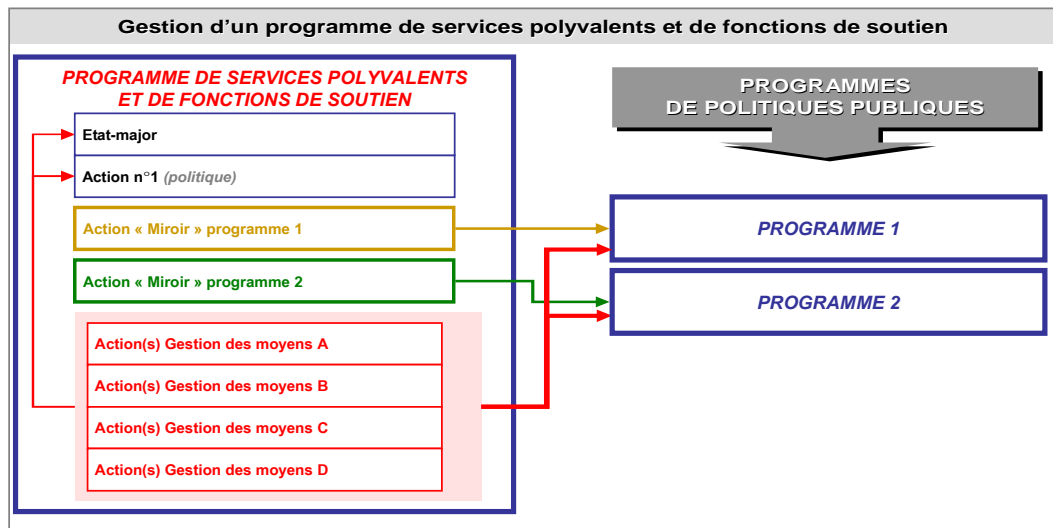 Gestion d'un programme de services polyvalents et de fonctions de soutien
PROGRAMME DE SERVICES POLYVALENTS
ET DE FONCTIONS DE SOUTIEN
Etat-major
Action n°1 (politique)
Action « Miroir » programme 1
Action « Miroir » programme 2
Action(s) Gestion des moyens A
Action(s) Gestion des moyens B
Action(s) Gestion des moyens C
Action(s) Gestion des moyens D
PROGRAMMES
DE POLITIQUES PUBLIQUES
PROGRAMME 1
PROGRAMME 2